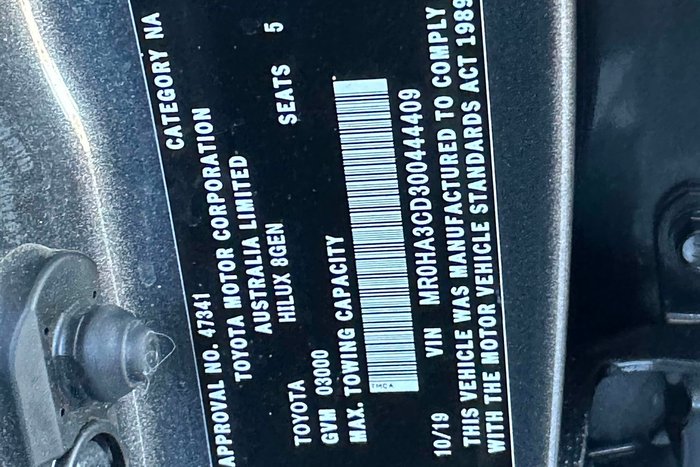 APPROVAL NO. 47341 CATEGORY NA
TOYOTA MOTOR CORPORATION
AUSTRALIA LIMITED
TOYOTA HILUX 8GEN
GVM 03000 SEATS 5
MAX. TOWING CAPACITY
TMCA
10/19 VIN MR0HA3CD300444409
THIS VEHICLE WAS MANUFACTURED TO COMPLY
WITH THE MOTOR VEHICLE STANDARDS ACT 1989